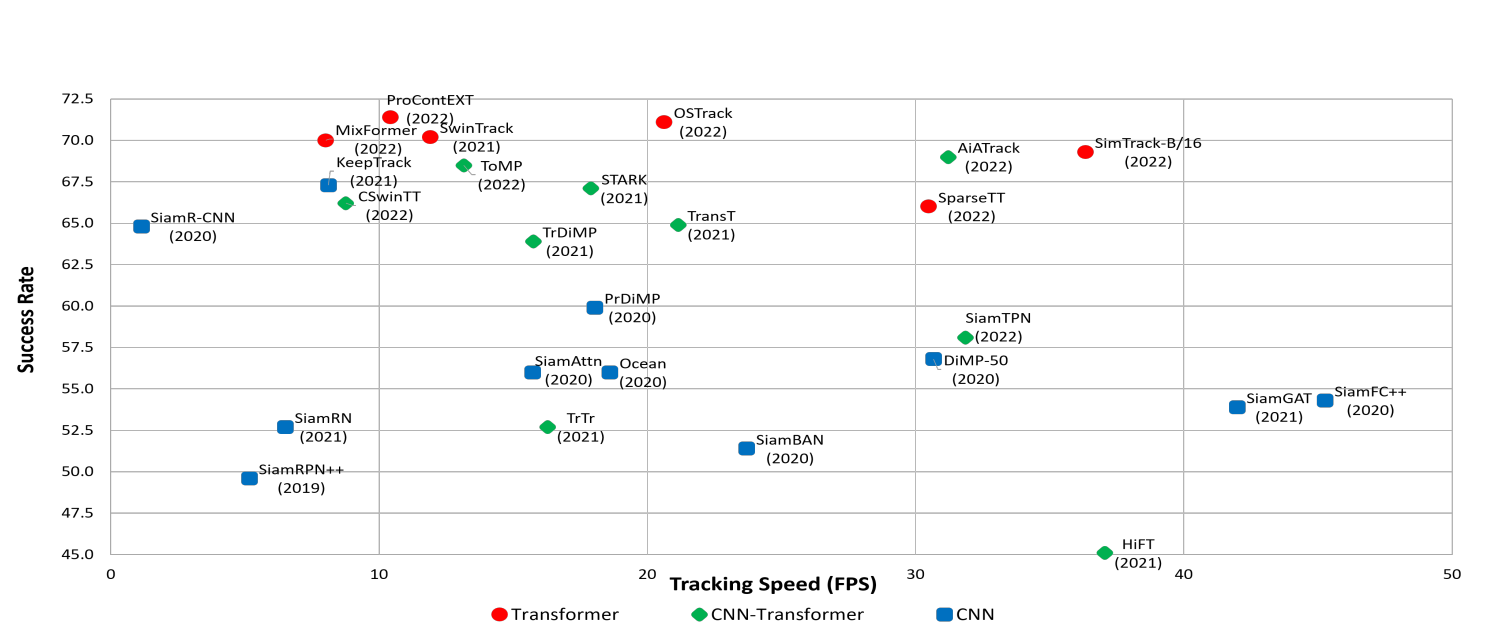 72.5
70.0
67.5
65.0
62.5
60.0
57.5
55.0
52.5
50.0
47.5
45.0
Success Rate
ProContEXT
(2022)
MixFormer
(2022)
SwinTrack
(2021)
KeepTrack
(2021)
ToMP
(2022)
CSwinTT
(2022)
SiamR-CNN
(2020)
OSTrack
(2022)
STARK
(2021)
TransT
(2021)
TrDiMP
(2021)
AiATrack
(2022)
SimTrack-B/16
(2022)
SparseTT
(2022)
PrDiMP
(2020)
SiamTPN
(2022)
DiMP-50
(2020)
SiamAttn
(2020)
Ocean
(2020)
SiamGAT
(2021)
SiamFC++
(2020)
SiamRN
(2021)
TrTr
(2021)
SiamBAN
(2020)
SiamRPN++
(2019)
HiFT
(2021)
0 10 20 30 40 50
Tracking Speed (FPS)
Transformer CNN-Transformer CNN